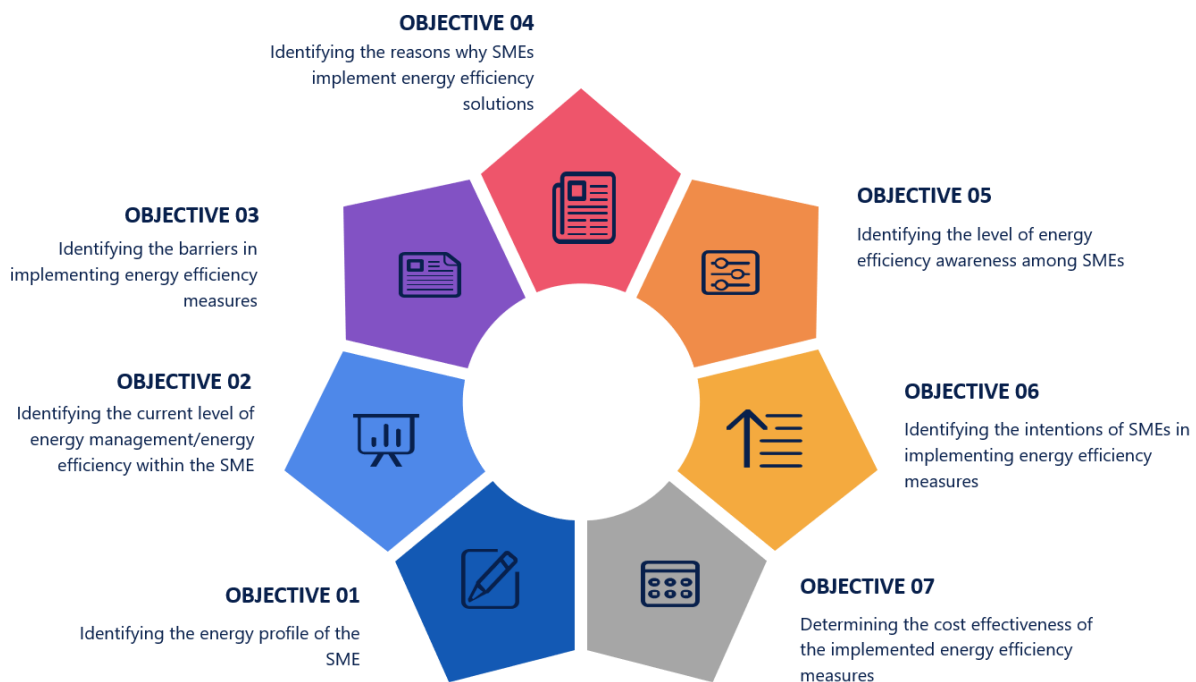 OBJECTIVE 04
Identifying the reasons why SMEs
implement energy efficiency
solutions
OBJECTIVE 03
Identifying the barriers in
implementing energy efficiency
measures
OBJECTIVE 02
Identifying the current level of
energy management/energy
efficiency within the SME
OBJECTIVE 01
Identifying the energy profile of the
SME
OBJECTIVE 05
Identifying the level of energy
efficiency awareness among SMEs
OBJECTIVE 06
Identifying the intentions of SMEs in
implementing energy efficiency
measures
OBJECTIVE 07
Determining the cost effectiveness of
the implemented energy efficiency
measures